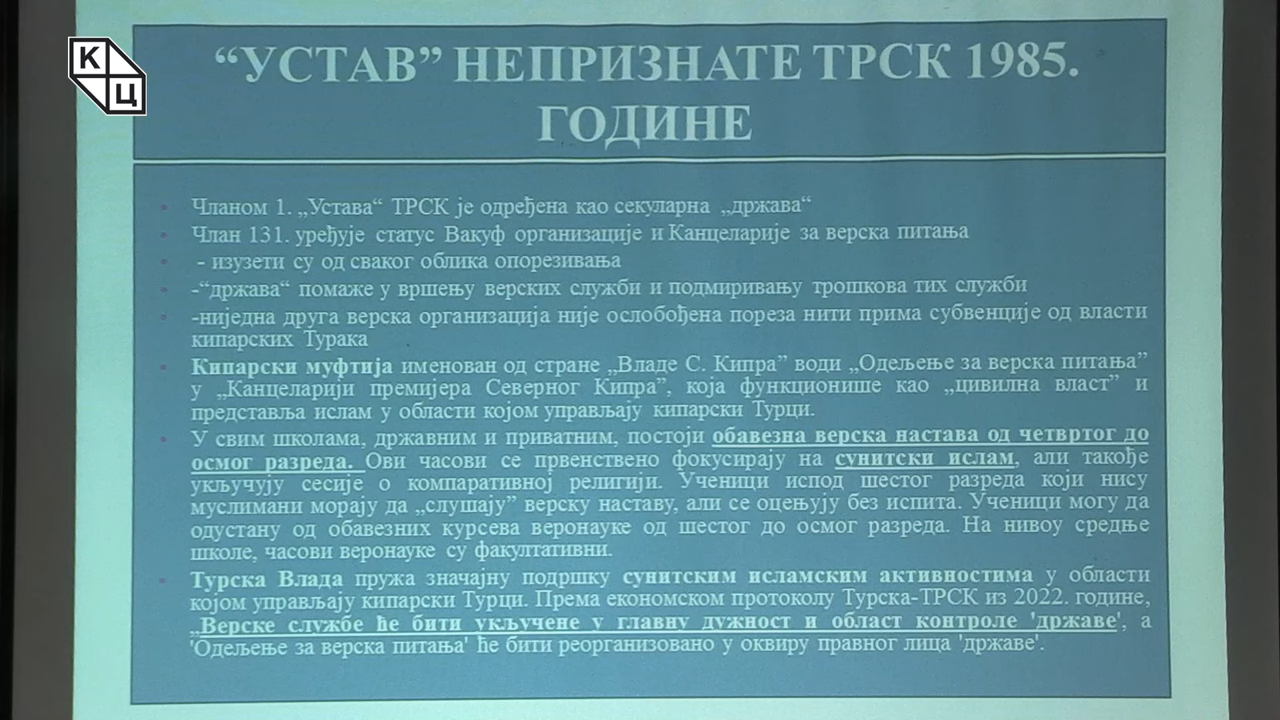 К
Ц
“УСТАВ” НЕПРИЗНАТЕ ТРСК 1985.
ГОДИНЕ
Чланом 1. „Устава“ ТРСК је одређена као секуларна „држава“
Члан 131. уређује статус Вакуф организације и Канцеларије за верска питања
- изузети су од сваког облика опорезивања
-“држава“ помаже у вршењу верских служби и подмиривању трошкова тих служби
-ниједна друга верска организација није ослобођена пореза нити прима субвенције од власти
кипарских Турака
Кипарски муфтија именован од стране „Владе С. Кипра” води „Одељење за верска питања”
у „Канцеларији премијера Северног Кипра”, која функционише као „цивилна власт” и
представља ислам у области којом управљају кипарски Турци.
У свим школама, државним и приватним, постоји обавезна верска настава од четвртог до
осмог разреда. Ови часови се првенствено фокусирају на сунитски ислам, али такође
укључују сесије о компаративној религији. Ученици испод шестог разреда који нису
муслимани морају да „слушају” верску наставу, али се оцењују без испита. Ученици могу да
одустану од обавезних курсева веронауке од шестог до осмог разреда. На нивоу средње
школе, часови веронауке су факултативни.
Турска Влада пружа значајну подршку сунитским исламским активностима у области
којом управљају кипарски Турци. Према економском протоколу Турска-ТРСК из 2022. године,
„Верске службе ће бити укључене у главну дужност и област контроле 'државе', а
'Одељење за верска питања' ће бити реорганизовано у оквиру правног лица 'државе'.